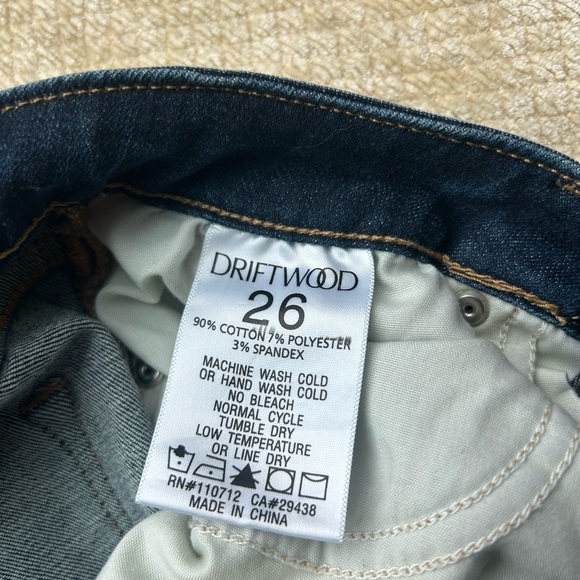 DRIFTWOOD
26
90% COTTON 7% POLYESTER
3% SPANDEX
MACHINE WASH COLD
OR HAND WASH COLD
NO BLEACH
NORMAL CYCLE
TUMBLE DRY
LOW TEMPERATURE
OR LINE DRY
RN#110712 CA#29438
MADE IN CHINA